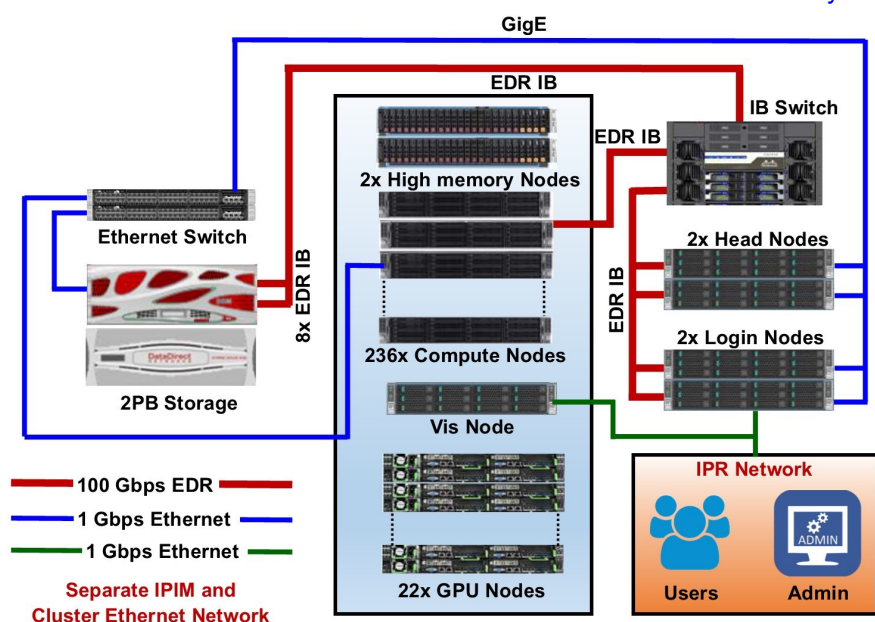 GigE
EDR IB
IB Switch
EDR IB
2x High memory Nodes
Ethernet Switch
2x Head Nodes
8x EDR IB
EDR IB
236x Compute Nodes
2x Login Nodes
DataDirect
NETWORKS
2PB Storage
Vis Node
IPR Network
100 Gbps EDR
1 Gbps Ethernet
ADMIN
1 Gbps Ethernet
Separate IPIM and
Cluster Ethernet Network
22x GPU Nodes
Users
Admin